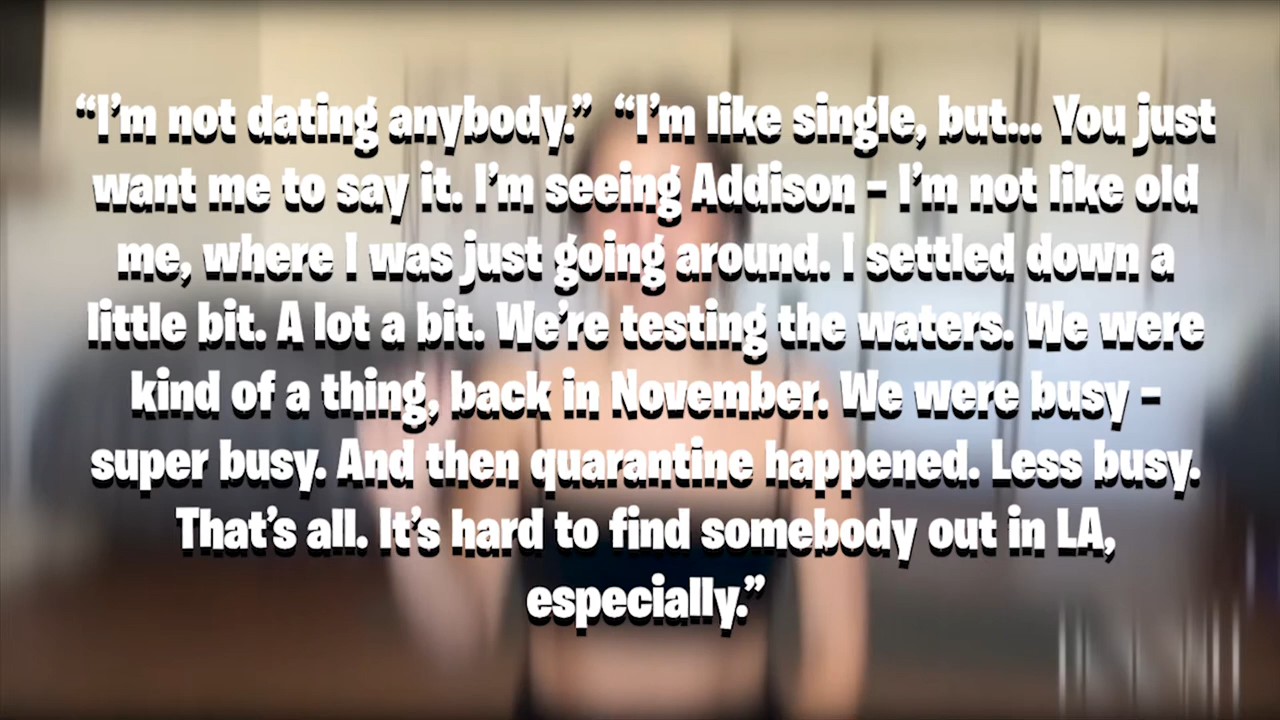 “I’m not dating anybody.” “I’m like single, but... You just
want me to say it. I’m seeing Addison – I’m not like old
me, where I was just going around. I settled down a
little bit. A lot a bit. We’re testing the waters. We were
kind of a thing, back in November. We were busy –
super busy. And then quarantine happened. Less busy.
That’s all. It’s hard to find somebody out in LA,
especially.”